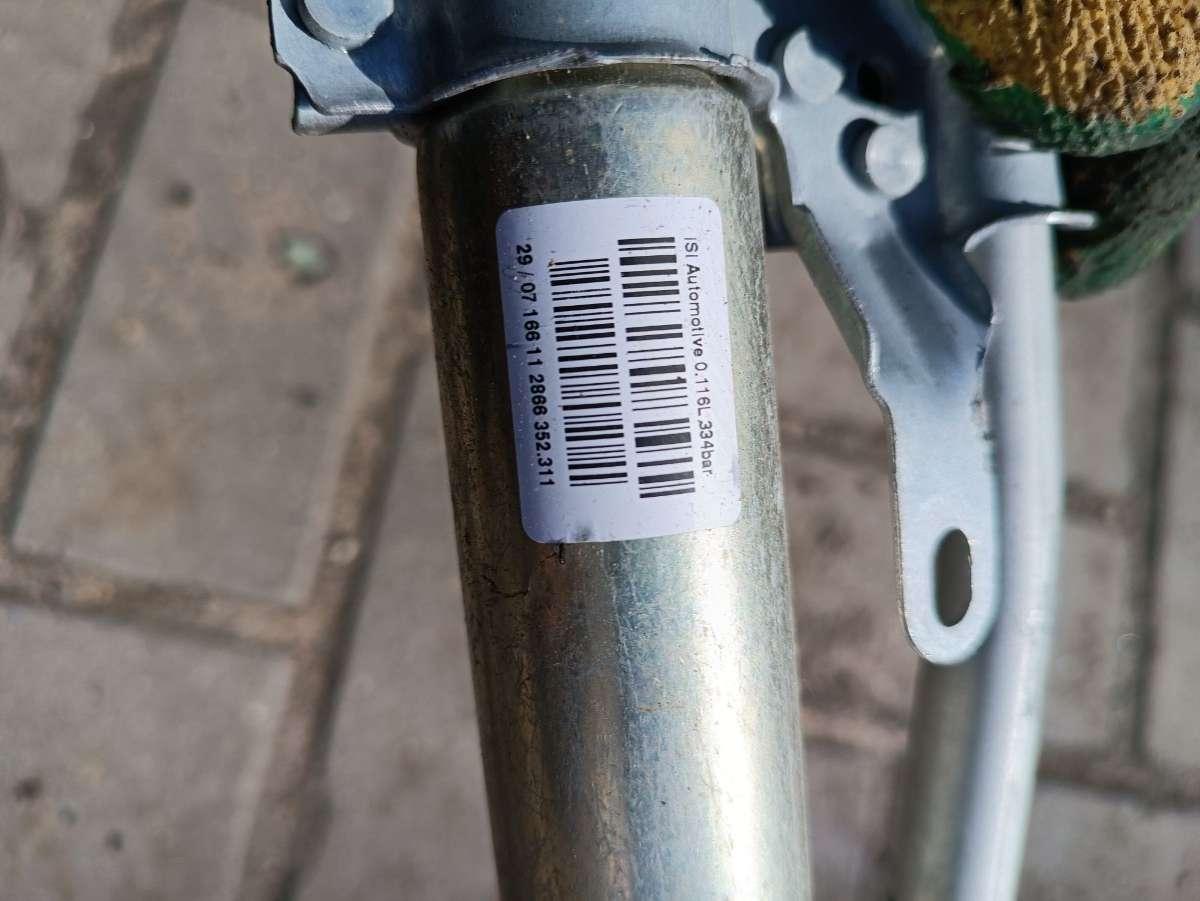 iSi Automotive 0.116L 334bar
29 / 07 166 11 2866 352.311